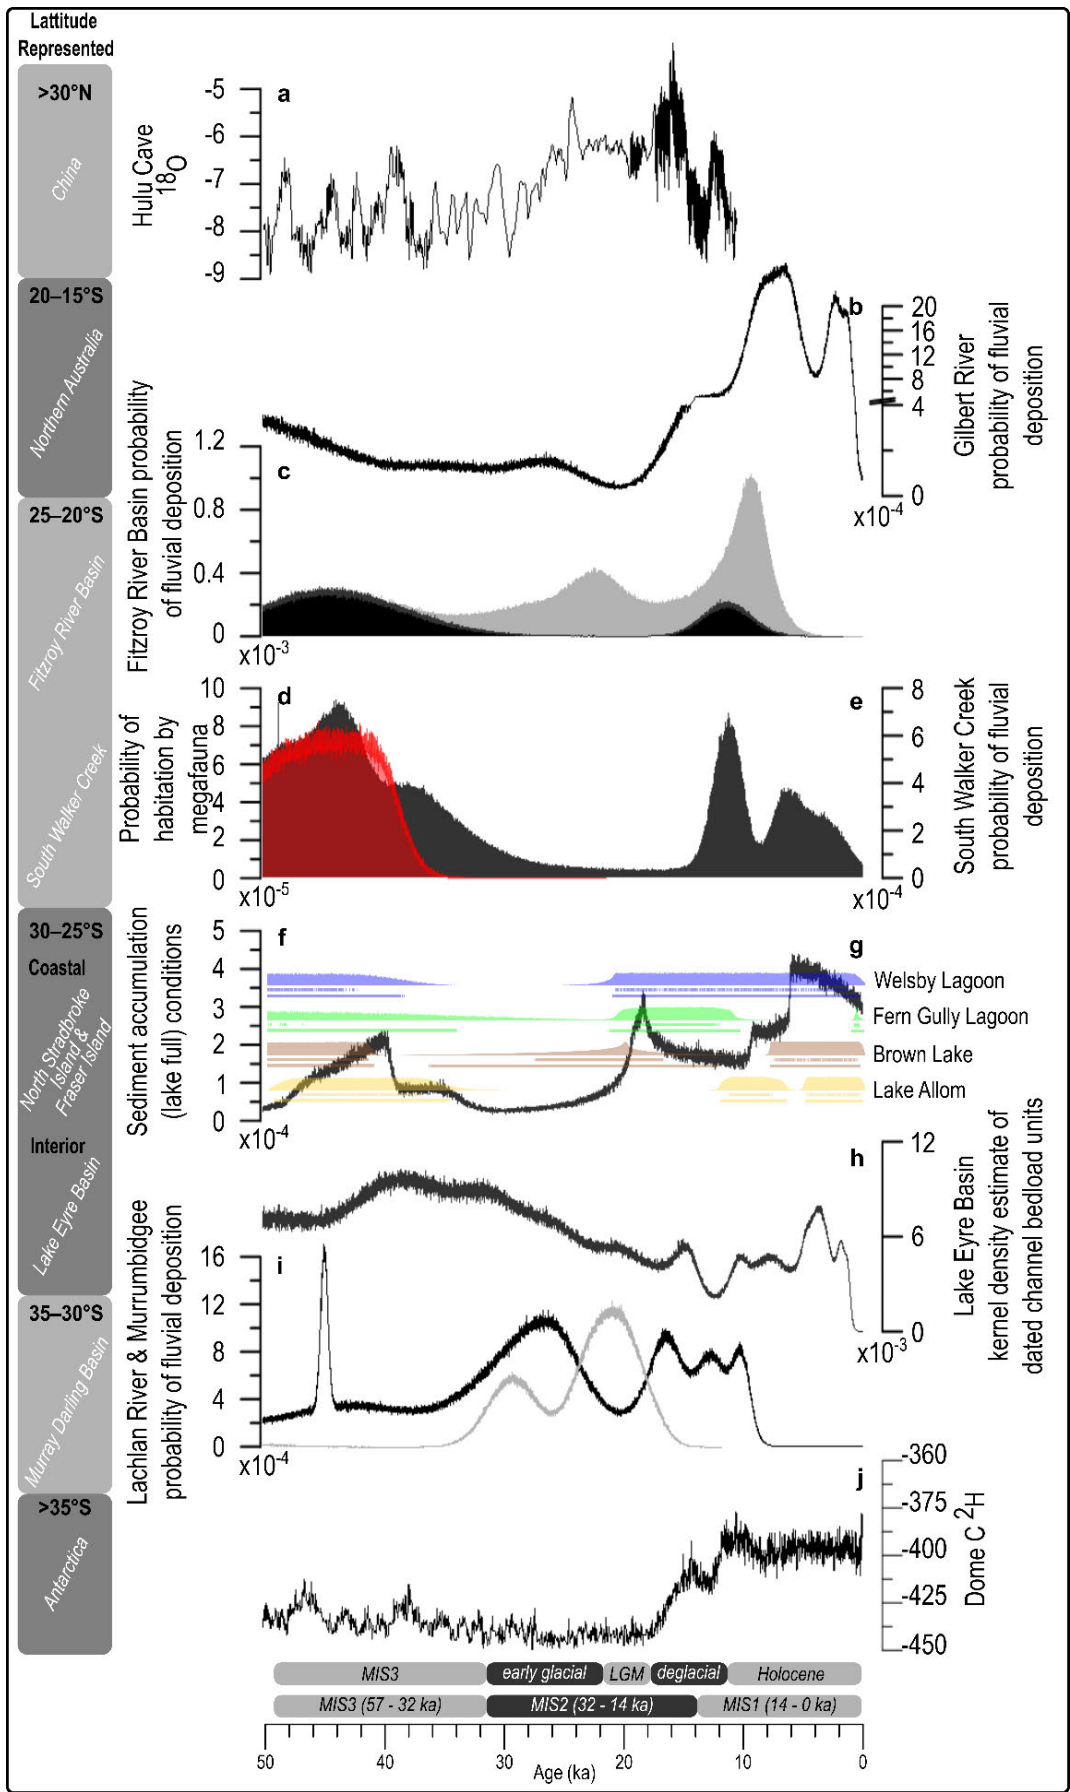 Lattitude
Represented
>30°N
China
20–15°S
Northern Australia
25–20°S
Fitzroy River Basin
South Walker Creek
30–25°S
Coastal
North Stradbroke
Island &
Fraser Island
Interior
Lake Eyre Basin
35–30°S
Murray Darling Basin
>35°S
Antarctica
a
Hulu Cave
18O
-5
-6
-7
-8
-9
b
Gilbert River
probability of fluvial
deposition
20
16
12
8
4
0
x10-4
c
Fitzroy River Basin probability
of fluvial deposition
1.2
0.8
0.4
0
x10-3
d
Probability of
habitation by
megafauna
10
8
6
4
2
0
x10-5
e
South Walker Creek
probability of fluvial
deposition
8
6
4
2
0
x10-4
f
Sediment accumulation
(lake full) conditions
5
4
3
2
1
0
x10-4
g
Welsby Lagoon
Fern Gully Lagoon
Brown Lake
Lake Allom
h
Lake Eyre Basin
kernel density estimate of
dated channel bedload units
12
6
0
x10-3
i
Lachlan River & Murrumbidgee
probability of fluvial deposition
16
12
8
4
0
x10-4
j
Dome C 2H
-360
-375
-400
-425
-450
MIS3
early glacial
LGM
deglacial
Holocene
MIS3 (57 - 32 ka)
MIS2 (32 - 14 ka)
MIS1 (14 - 0 ka)
50
40
30
20
10
0
Age (ka)